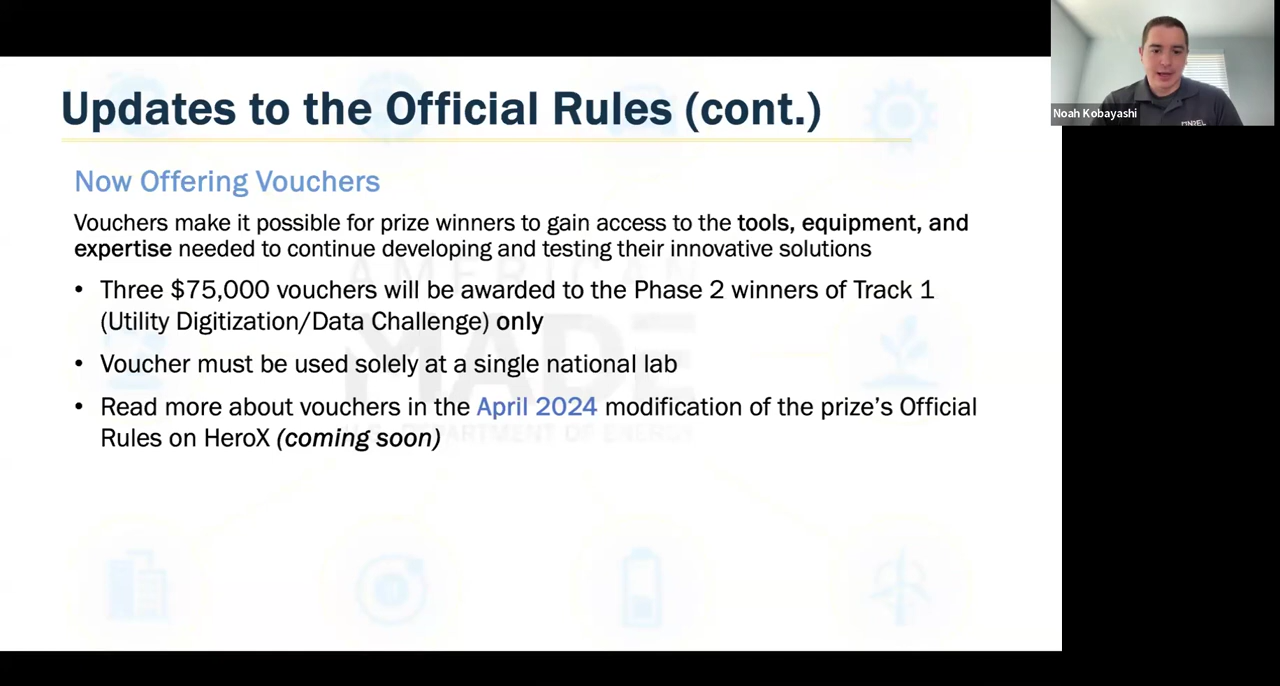 Updates to the Official Rules (cont.)
Noah Kobayashi
Now Offering Vouchers
Vouchers make it possible for prize winners to gain access to the tools, equipment, and
expertise needed to continue developing and testing their innovative solutions
• Three $75,000 vouchers will be awarded to the Phase 2 winners of Track 1
(Utility Digitization/Data Challenge) only
• Voucher must be used solely at a single national lab
• Read more about vouchers in the April 2024 modification of the prize’s Official
Rules on HeroX (coming soon)
AMERICAN
MADE
U.S. DEPARTMENT OF ENERGY